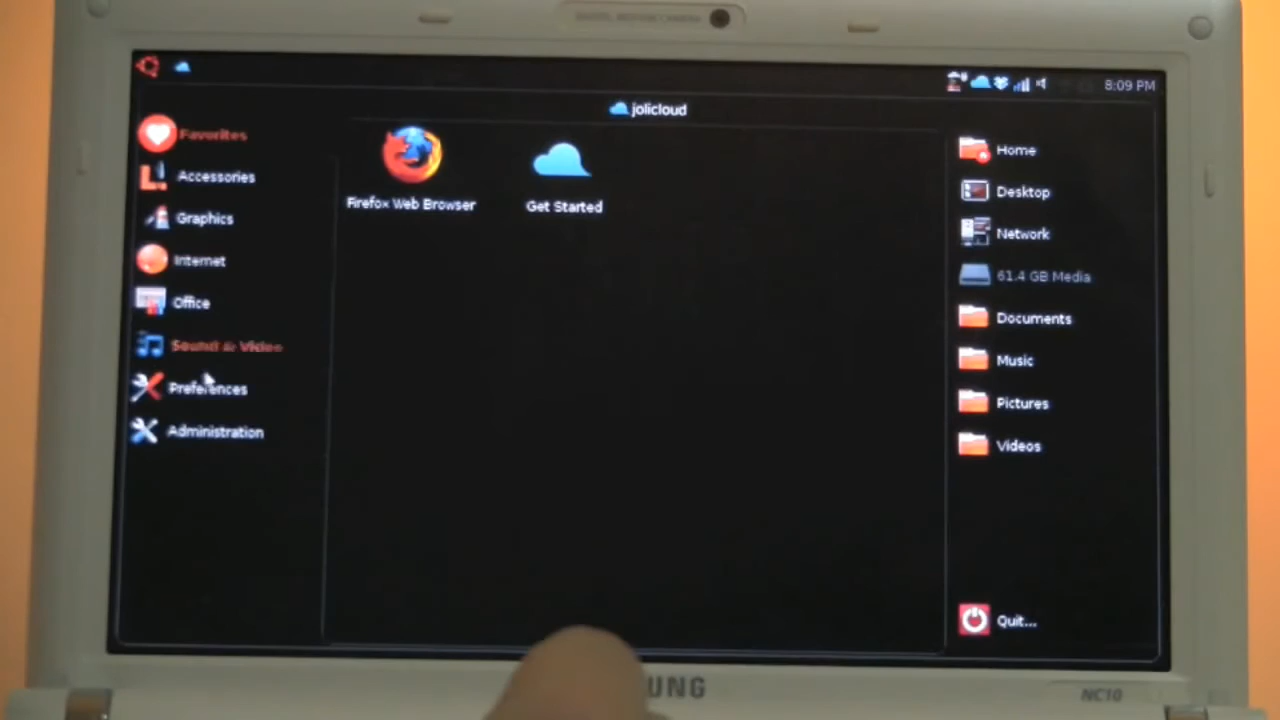 8:09 PM
jolicloud
Favorites
Accessories
Graphics
Internet
Office
Sound & Video
Preferences
Administration
Firefox Web Browser
Get Started
Home
Desktop
Network
61.4 GB Media
Documents
Music
Pictures
Videos
Quit...
UNG
NC10